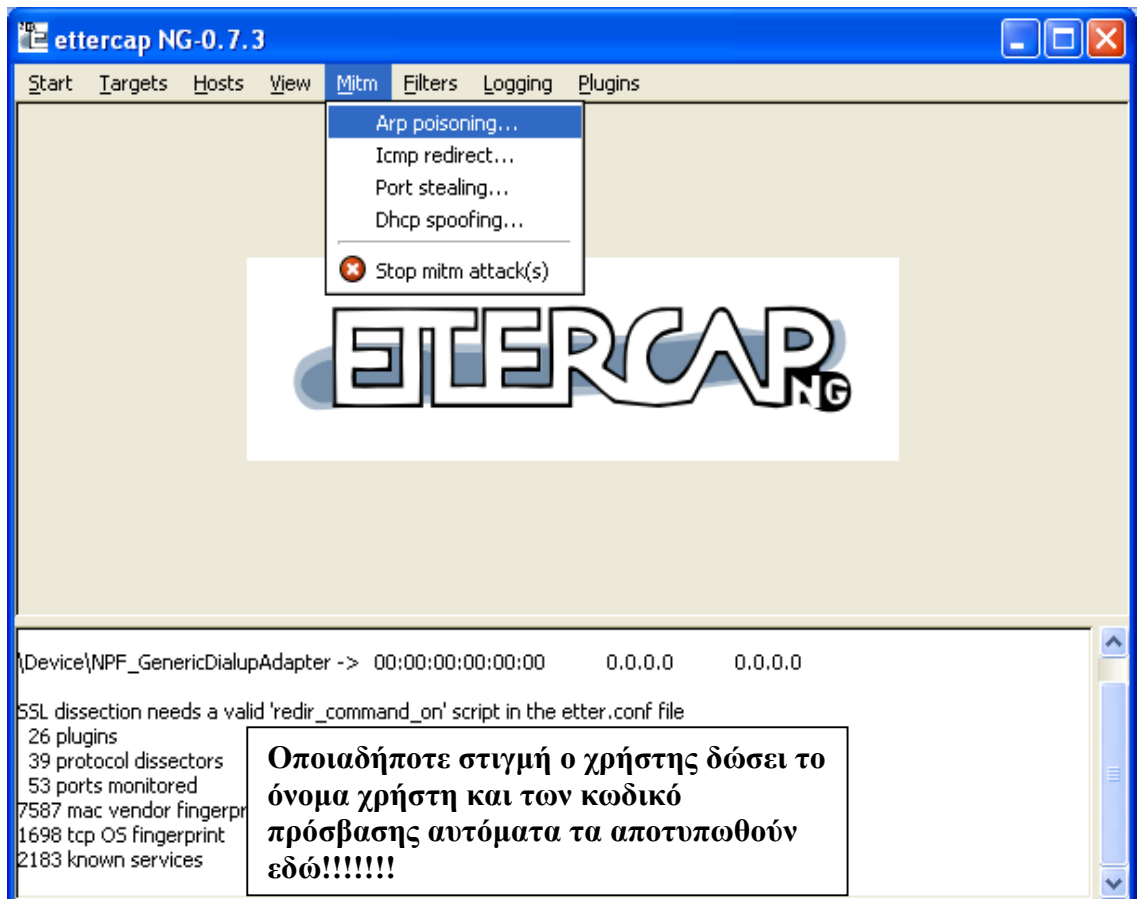 ettercap NG-0.7.3
Start Targets Hosts View Mitm Filters Logging Plugins
Arp poisoning...
Icmp redirect...
Port stealing...
Dhcp spoofing...
Stop mitm attack(s)
ETTERCAP
NG
\Device\NPF_GenericDialupAdapter -> 00:00:00:00:00:00 0.0.0.0 0.0.0.0
SSL dissection needs a valid 'redir_command_on' script in the etter.conf file
26 plugins
39 protocol dissectors
53 ports monitored
7587 mac vendor fingerpr
1698 tcp OS fingerprint
2183 known services
Οποιαδήποτε στιγμή ο χρήστης δώσει το
όνομα χρήστη και των κωδικό
πρόσβασης αυτόματα τα αποτυπωθούν
εδώ!!!!!!!